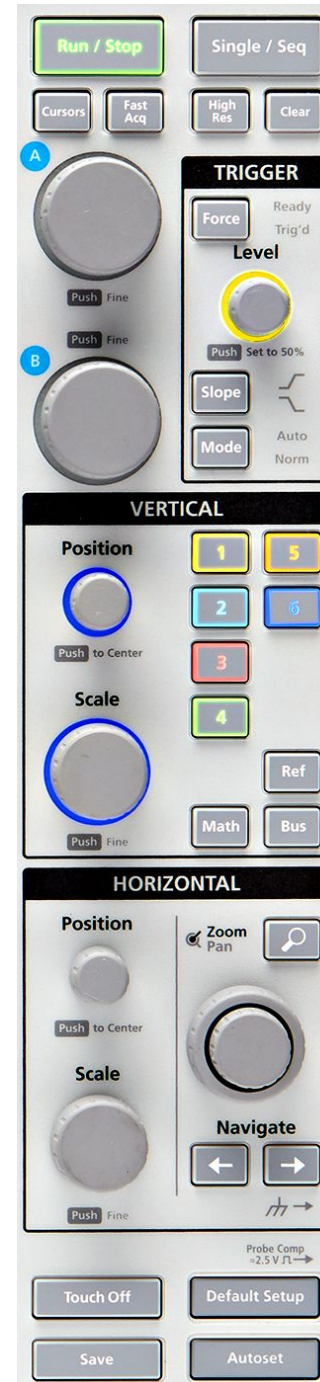 Run / Stop
Single / Seq
Cursors
Fast
Acq
High
Res
Clear
A
TRIGGER
Force
Ready
Trig'd
Level
Push Fine
Push Fine
Push Set to 50%
B
Slope
Mode
Auto
Norm
VERTICAL
Position
1
5
2
6
Push to Center
3
Scale
4
Ref
Push Fine
Math
Bus
HORIZONTAL
Position
Zoom
Pan
Push to Center
Scale
Navigate
← →
Push Fine
Probe Comp
≈2.5 V
Touch Off
Default Setup
Save
Autoset